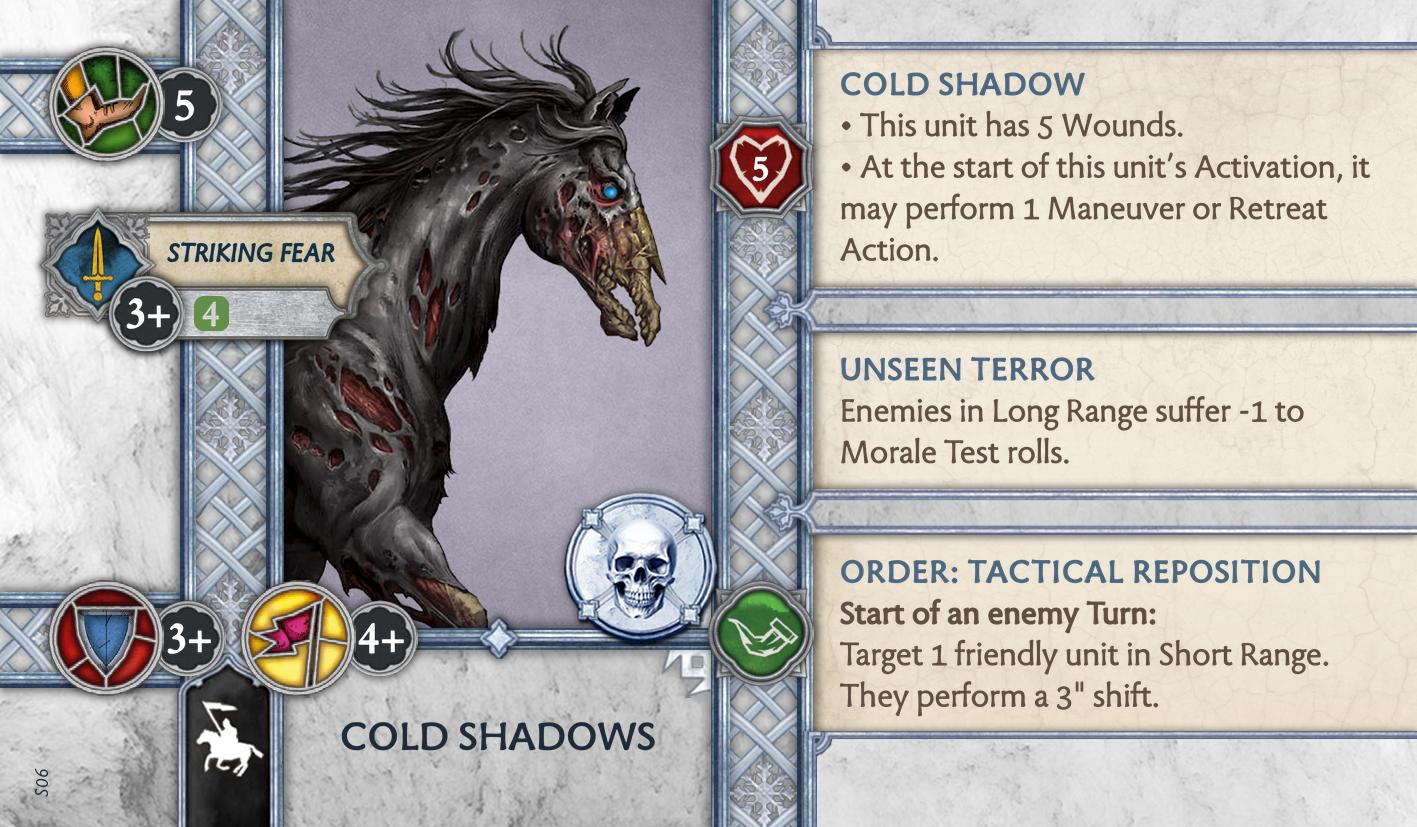 5
STRIKING FEAR
3+
4
3+
4+
COLD SHADOWS
S06
5
COLD SHADOW
• This unit has 5 Wounds.
• At the start of this unit's Activation, it
may perform 1 Maneuver or Retreat
Action.
UNSEEN TERROR
Enemies in Long Range suffer -1 to
Morale Test rolls.
ORDER: TACTICAL REPOSITION
Start of an enemy Turn:
Target 1 friendly unit in Short Range.
They perform a 3" shift.